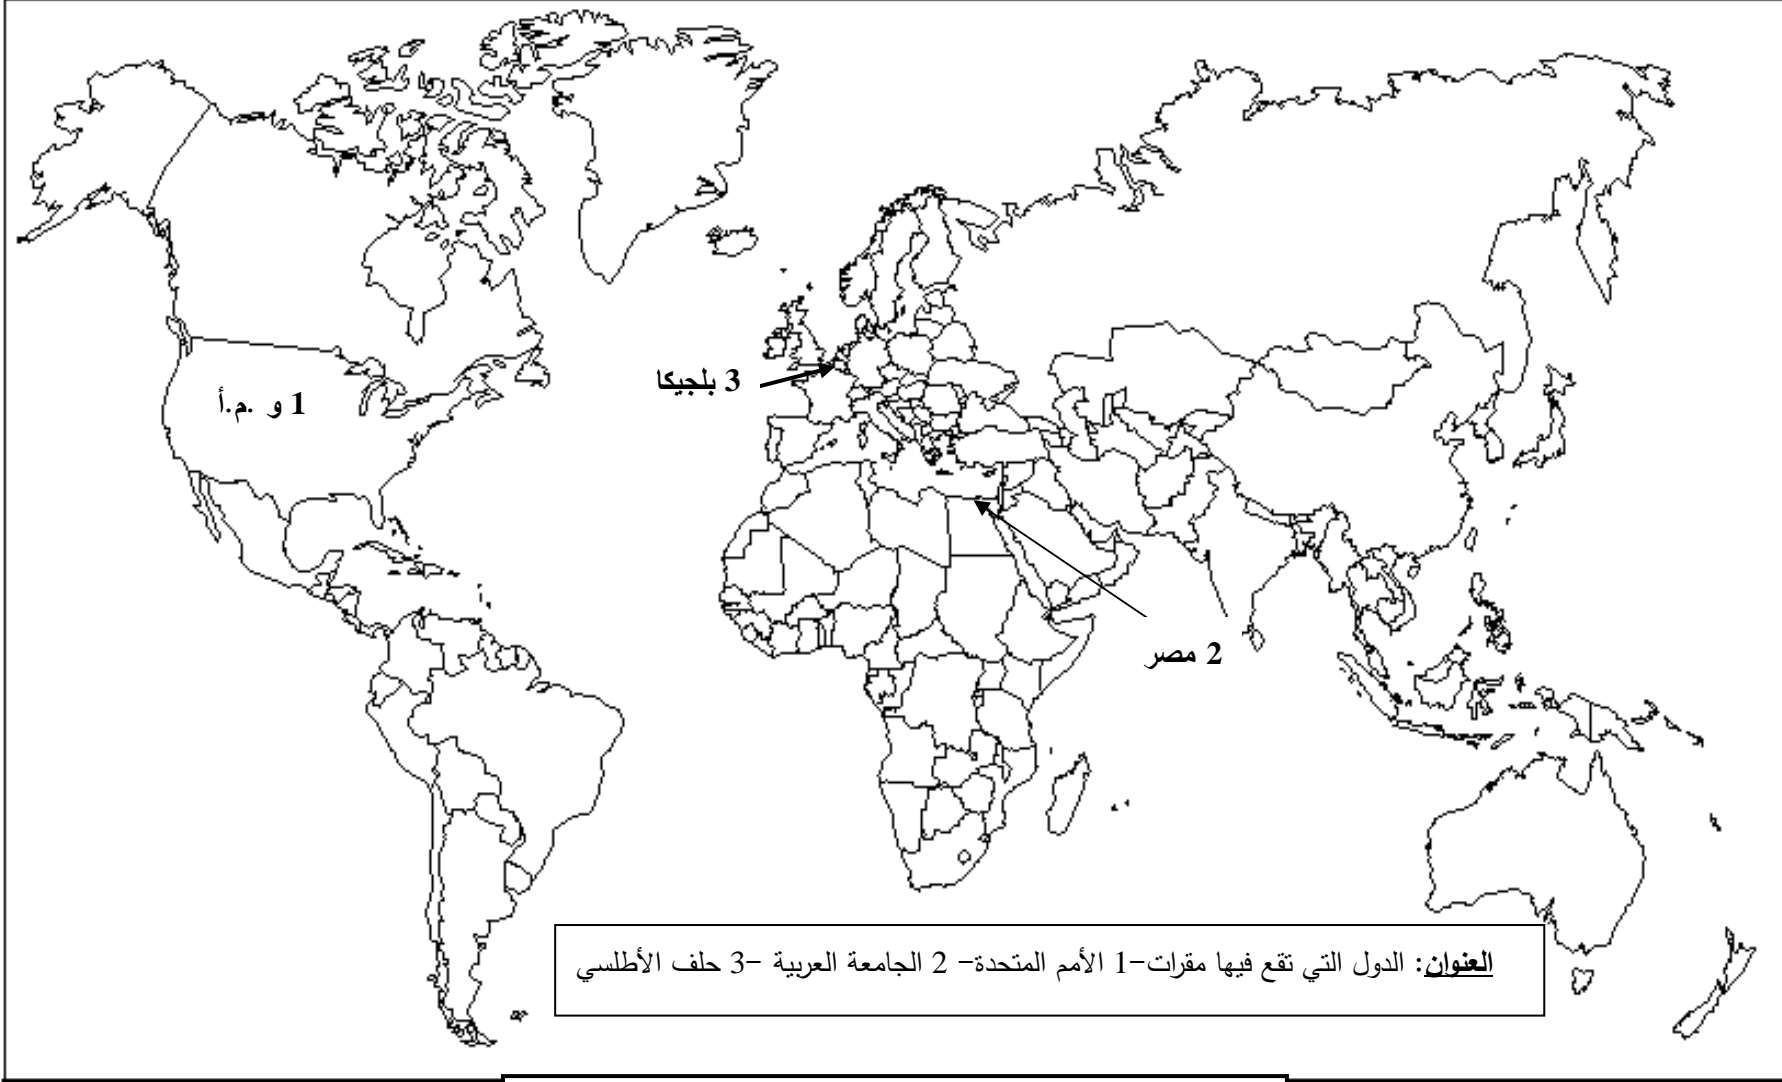 3 بلجيكا
1 و .م.أ
2 مصر
العنوان: الدول التي تقع فيها مقرات-1 الأمم المتحدة- 2 الجامعة العربية -3 حلف الأطلسي